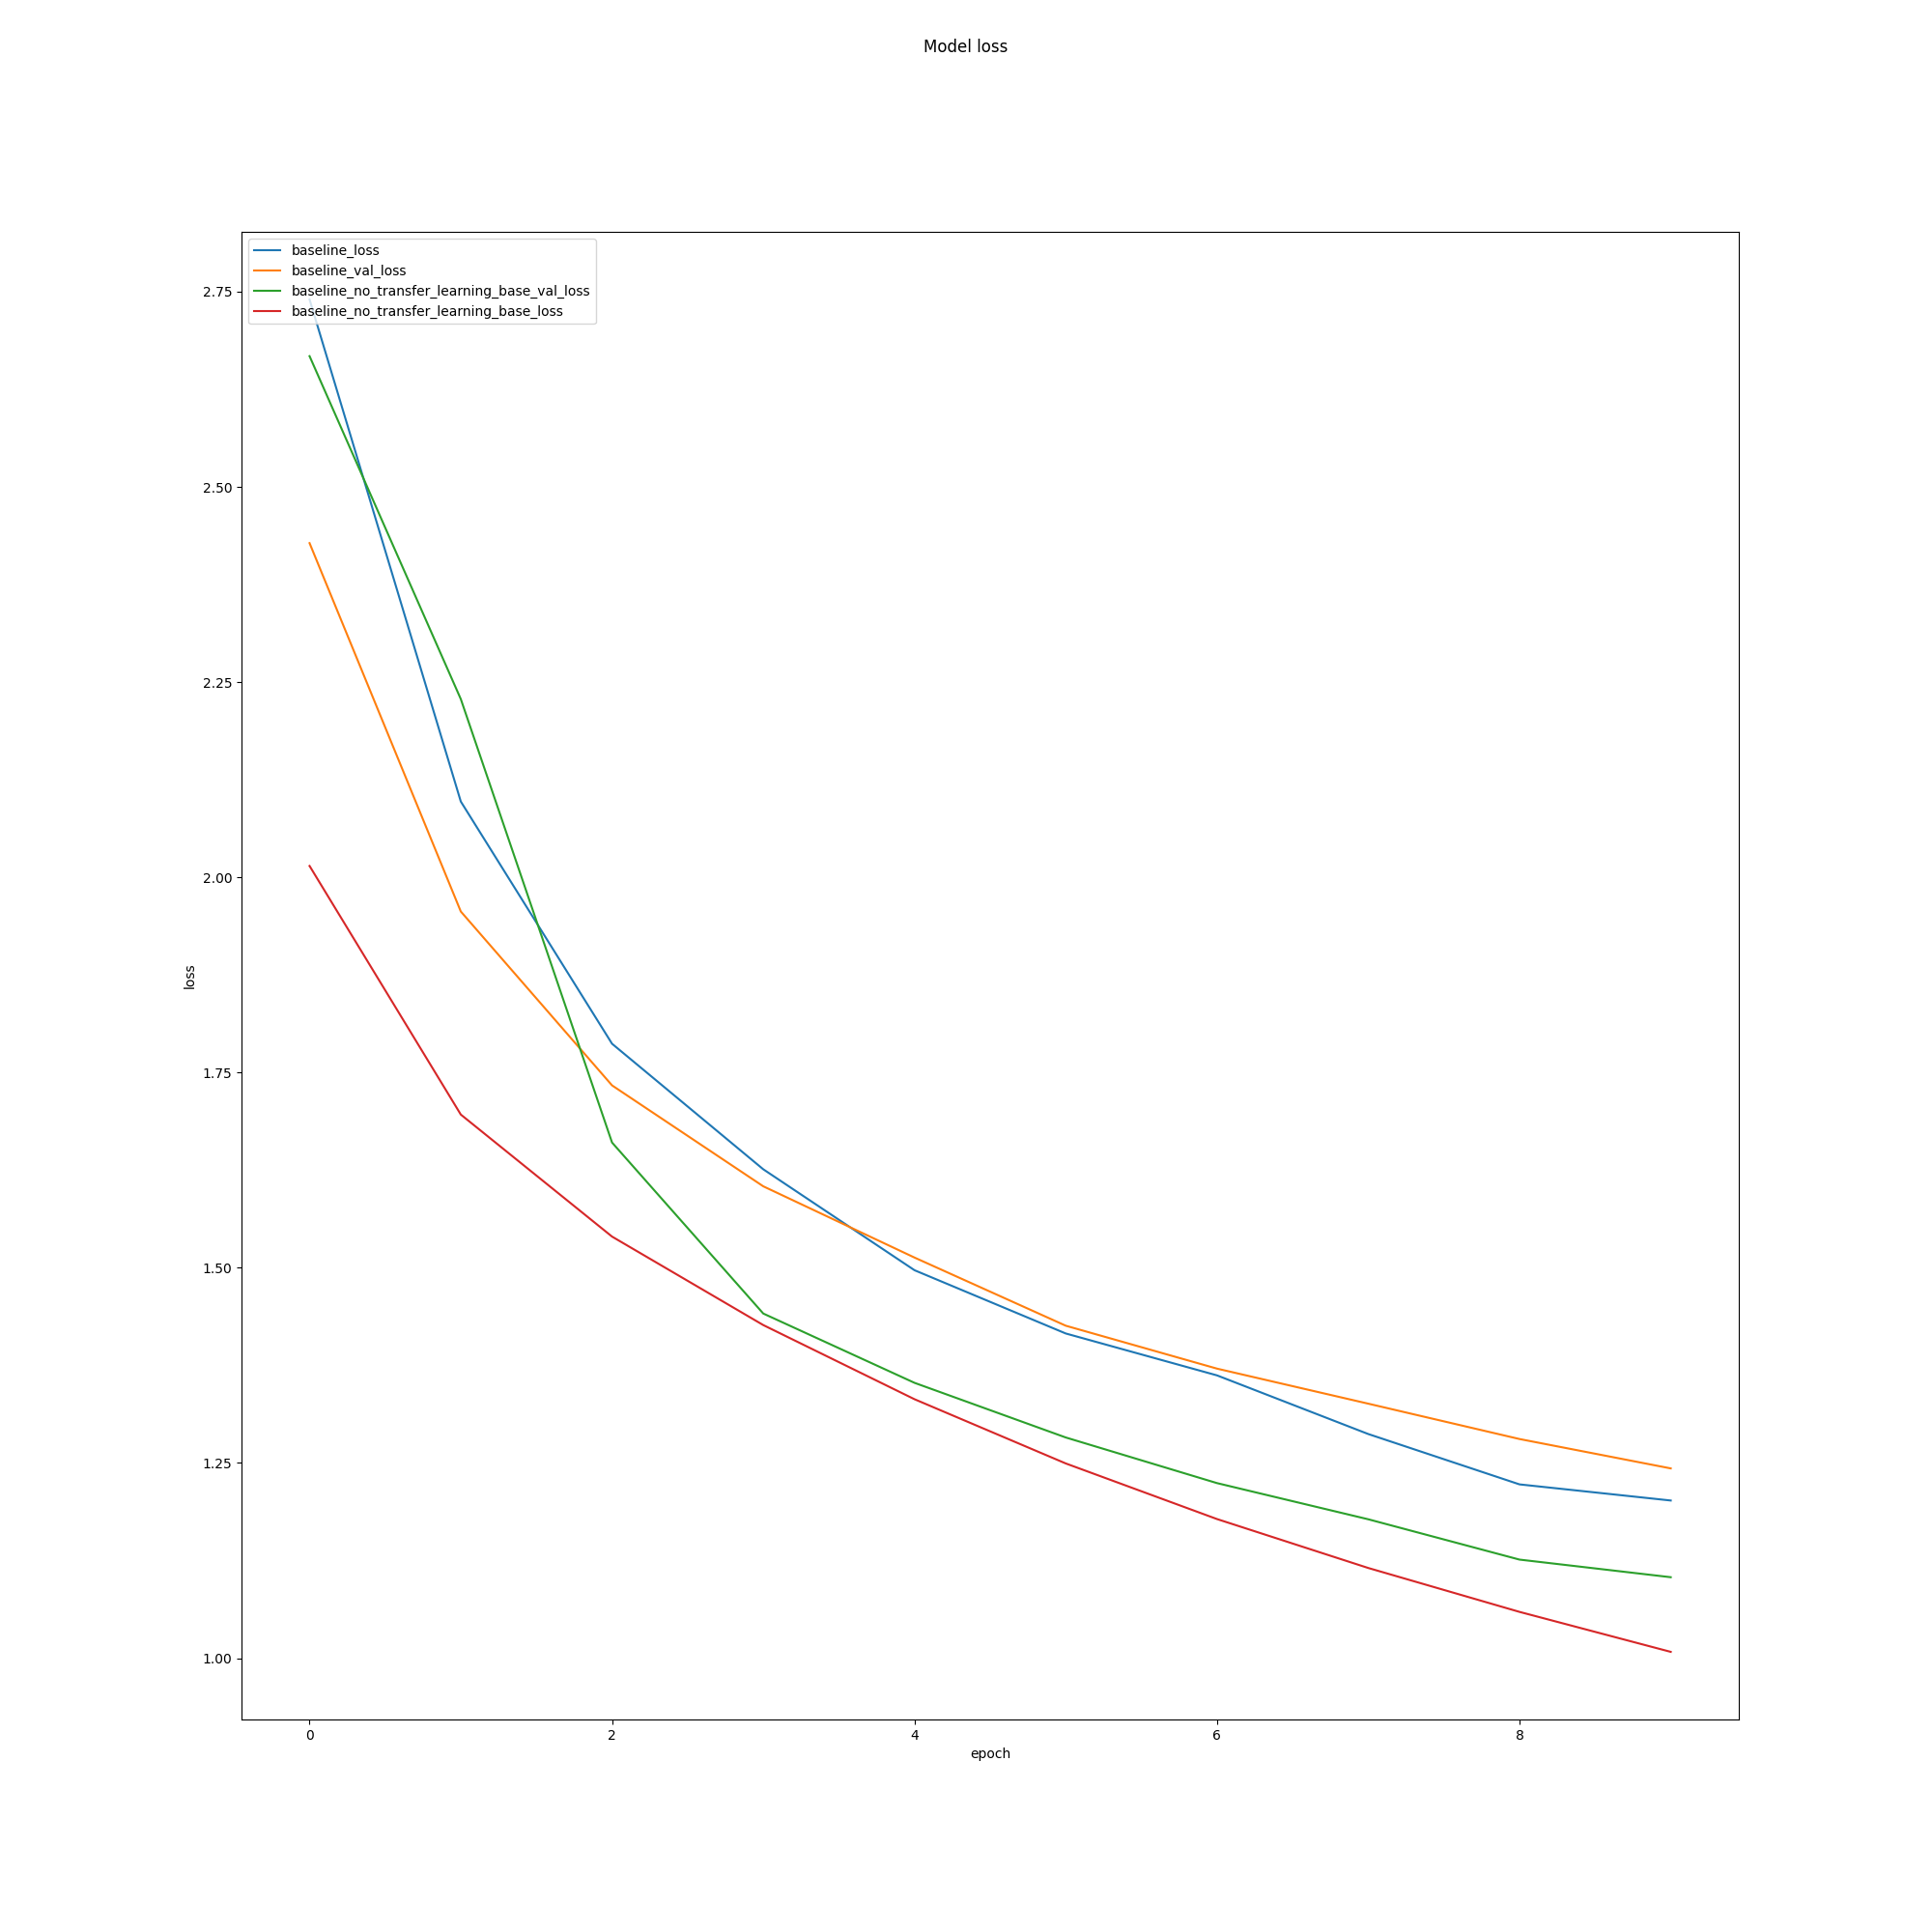 Model loss
baseline_loss
baseline_val_loss
baseline_no_transfer_learning_base_val_loss
baseline_no_transfer_learning_base_loss
2.75
2.50
2.25
2.00
1.75
1.50
1.25
1.00
loss
0 2 4 6 8
epoch